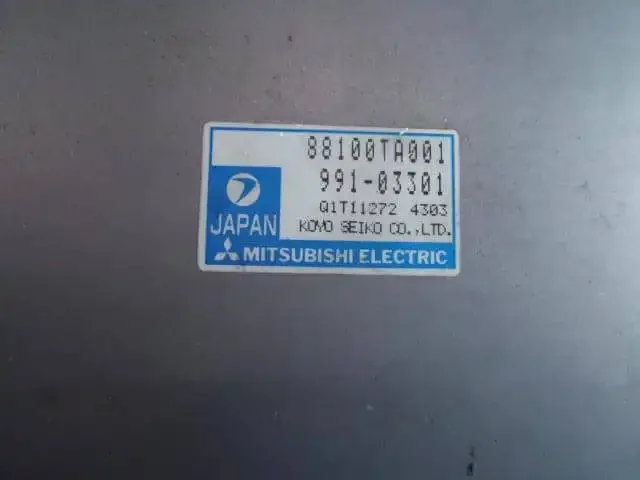 88100TA001
991-03301
Q1T11272 4303
JAPAN
KOYO SEIKO CO.,LTD.
MITSUBISHI ELECTRIC